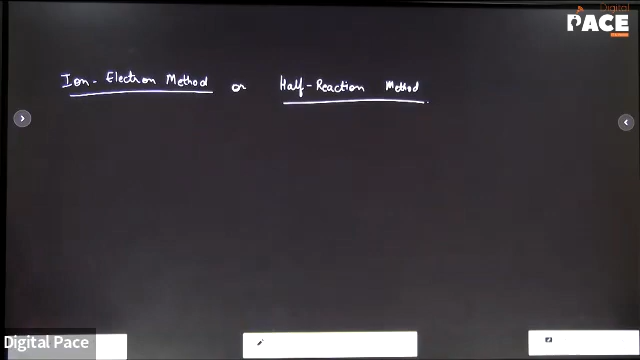 Digital
PACE
Ion-Electron Method or Half-Reaction Method
Digital Pace